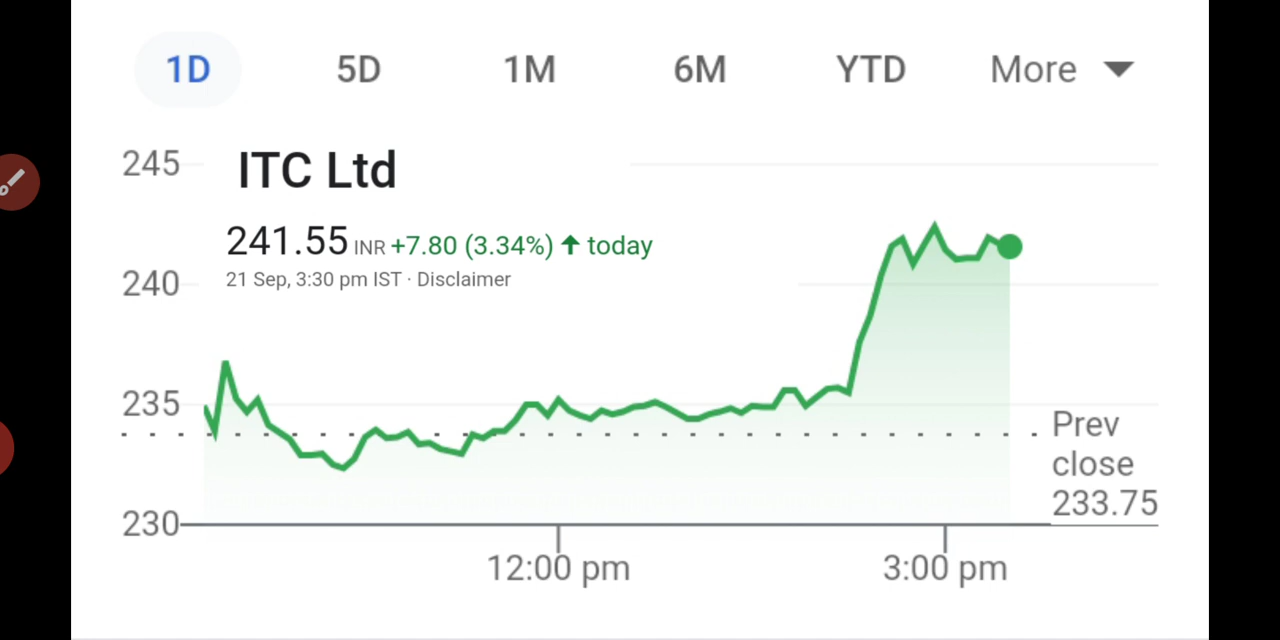 1D 5D 1M 6M YTD More
245
ITC Ltd
241.55 INR +7.80 (3.34%) ↑ today
21 Sep, 3:30 pm IST · Disclaimer
240
235
Prev
close
233.75
230
12:00 pm 3:00 pm